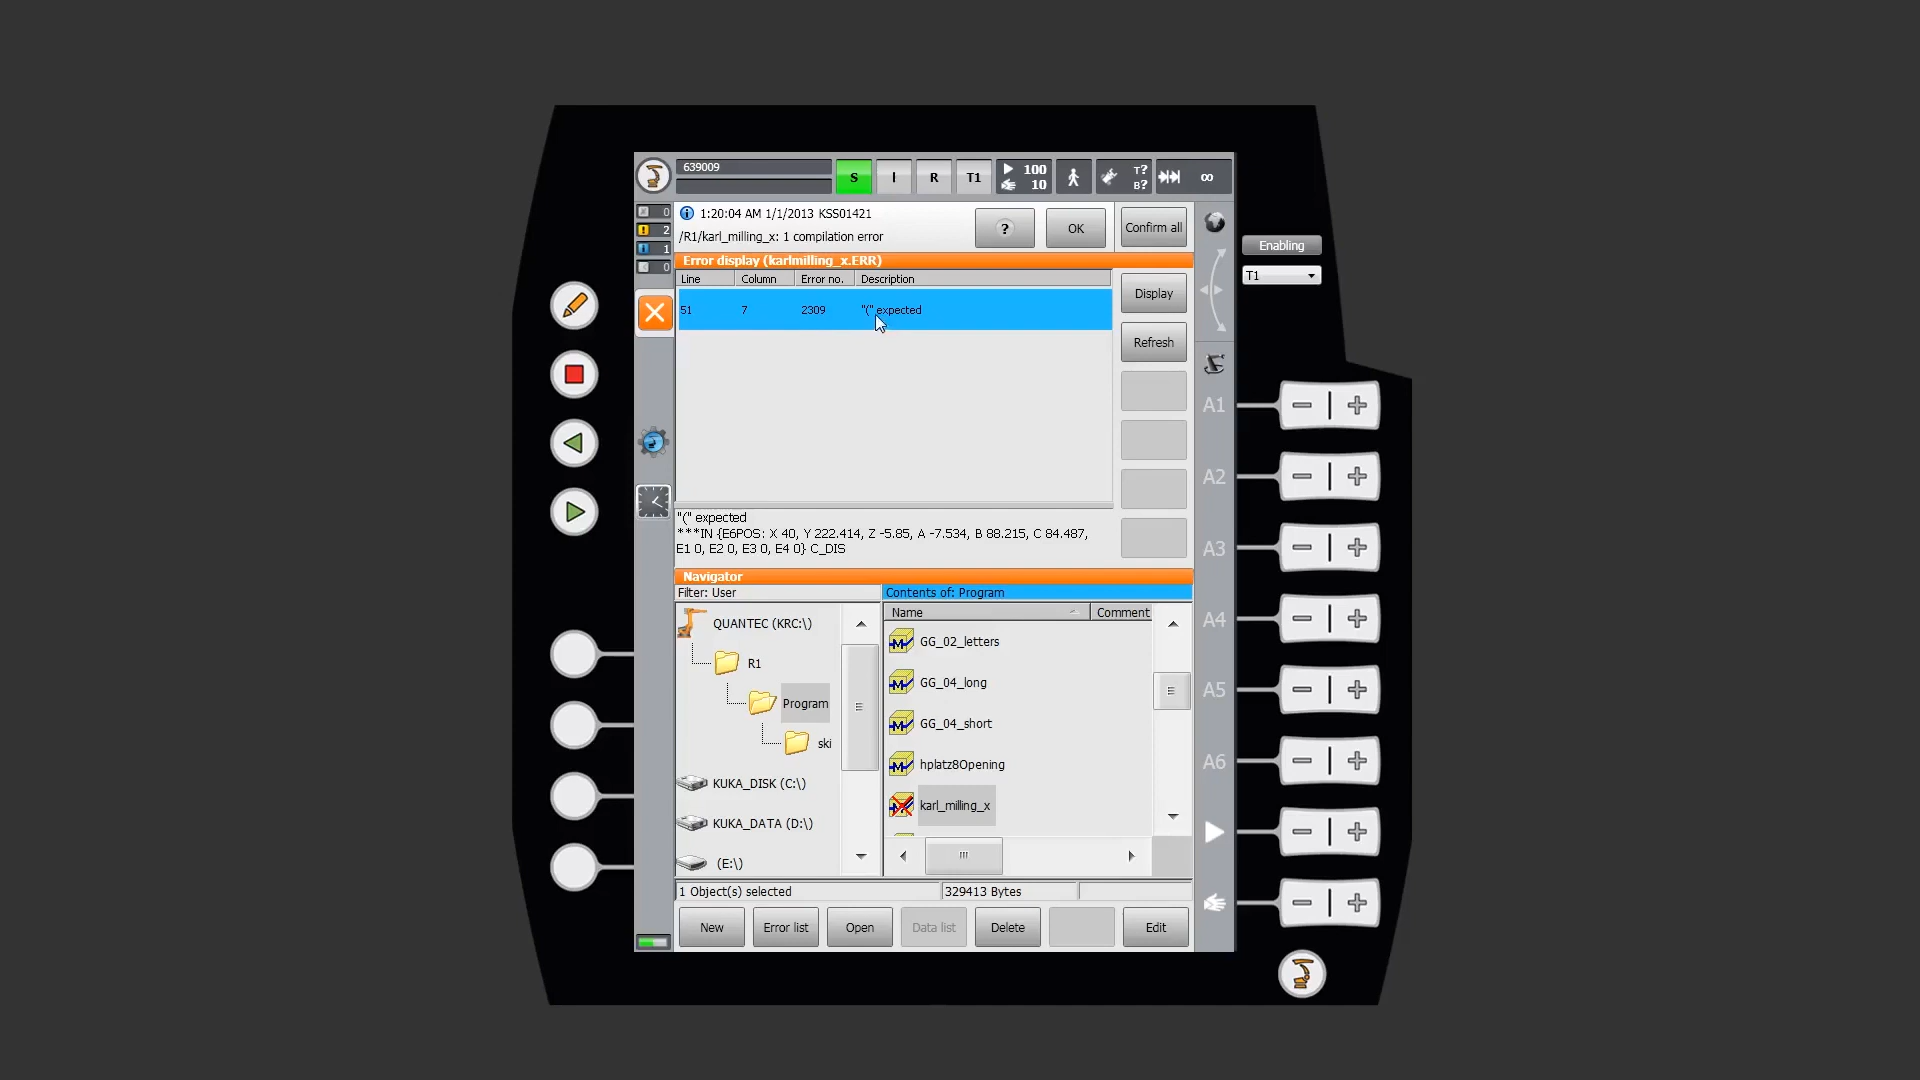 639009
S
I
R
T1
100
10
T?
B?
∞
0
2
1
0
1:20:04 AM 1/1/2013 KSS01421
/R1/karl_milling_x: 1 compilation error
?
OK
Confirm all
Enabling
T1
Error display (karlmilling_x.ERR)
Line Column Error no. Description
51 7 2309 "(" expected
Display
Refresh
"(" expected
***IN {E6POS: X 40, Y 222.414, Z -5.85, A -7.534, B 88.215, C 84.487,
E1 0, E2 0, E3 0, E4 0} C_DIS
A1
A2
A3
A4
A5
A6
Navigator
Filter: User
Contents of: Program
QUANTEC (KRC:\)
R1
Program
ski
KUKA_DISK (C:\)
KUKA_DATA (D:\)
(E:\)
Name Comment
GG_02_letters
GG_04_long
GG_04_short
hplatz8Opening
karl_milling_x
1 Object(s) selected
329413 Bytes
New
Error list
Open
Data list
Delete
Edit